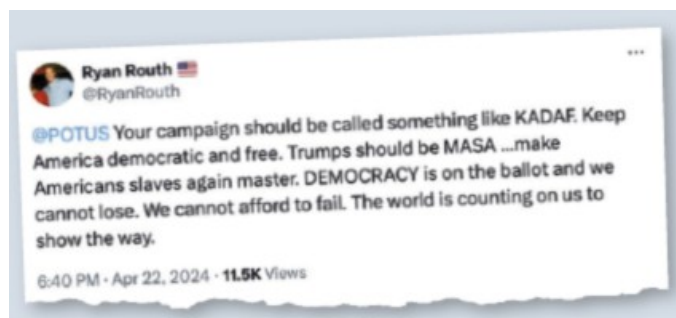 Ryan Routh 🇺🇸
@RyanRouth
@POTUS Your campaign should be called something like KADAF. Keep
America democratic and free. Trumps should be MASA ...make
Americans slaves again master. DEMOCRACY is on the ballot and we
cannot lose. We cannot afford to fail. The world is counting on us to
show the way.
6:40 PM · Apr 22, 2024 · 11.5K Views